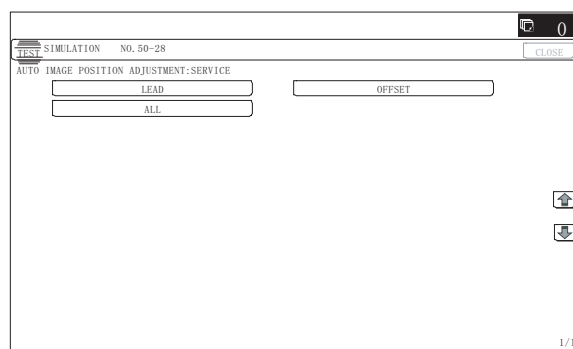 0
TEST SIMULATION NO. 50-28 CLOSE
AUTO IMAGE POSITION ADJUSTMENT:SERVICE
LEAD OFFSET
ALL
1/1